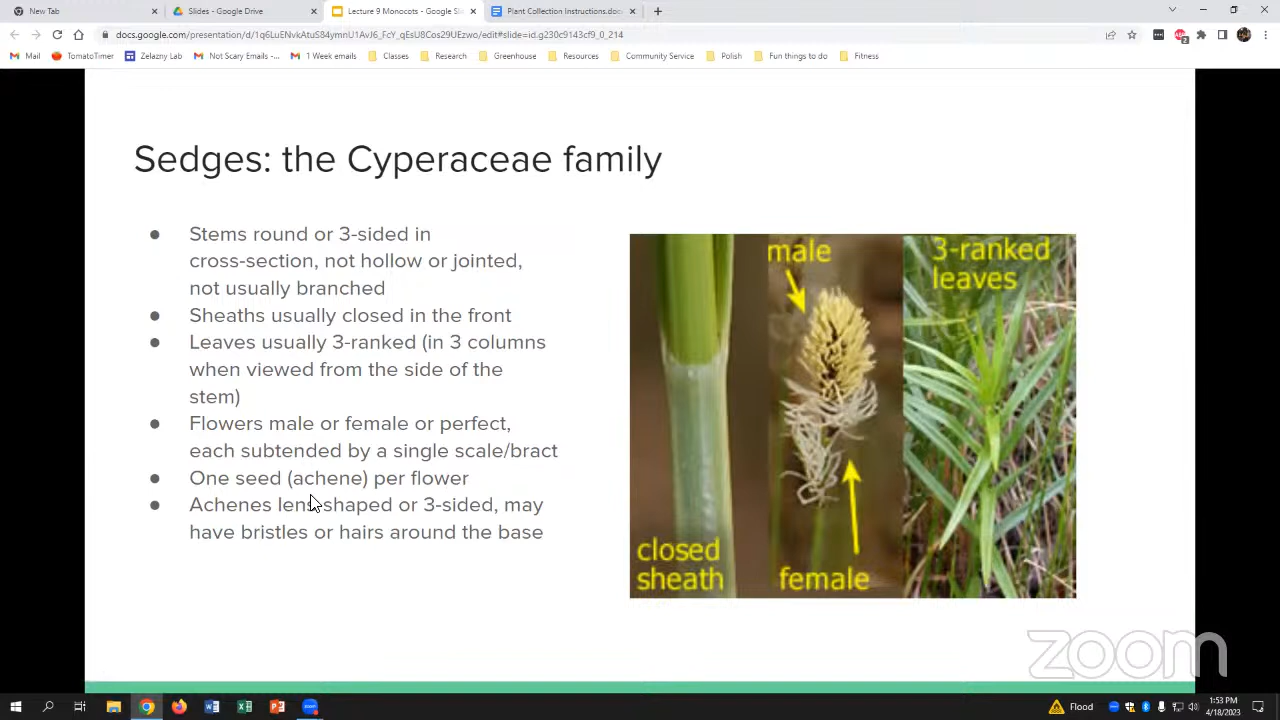 New Tab
Slides - Google Drive
Lecture 9 Monocots - Google Sl
Plant Collection Instructions.docx
docs.google.com/presentation/d/1q6LuENvkAtuS84ymnU1AvJ6_FcY_qEsU8Cos29UEzwo/edit#slide=id.g230c9143cf9_0_214
Mail
TomatoTimer
Zelazny Lab
Not Scary Emails -...
1 Week emails
Classes
Research
Greenhouse
Resources
Community Service
Polish
Fun things to do
Fitness
Sedges: the Cyperaceae family
● Stems round or 3-sided in
cross-section, not hollow or jointed,
not usually branched
● Sheaths usually closed in the front
● Leaves usually 3-ranked (in 3 columns
when viewed from the side of the
stem)
● Flowers male or female or perfect,
each subtended by a single scale/bract
● One seed (achene) per flower
● Achenes lens-shaped or 3-sided, may
have bristles or hairs around the base
male
3-ranked
leaves
closed
sheath
female
zoom
Flood
1:53 PM
4/18/2023